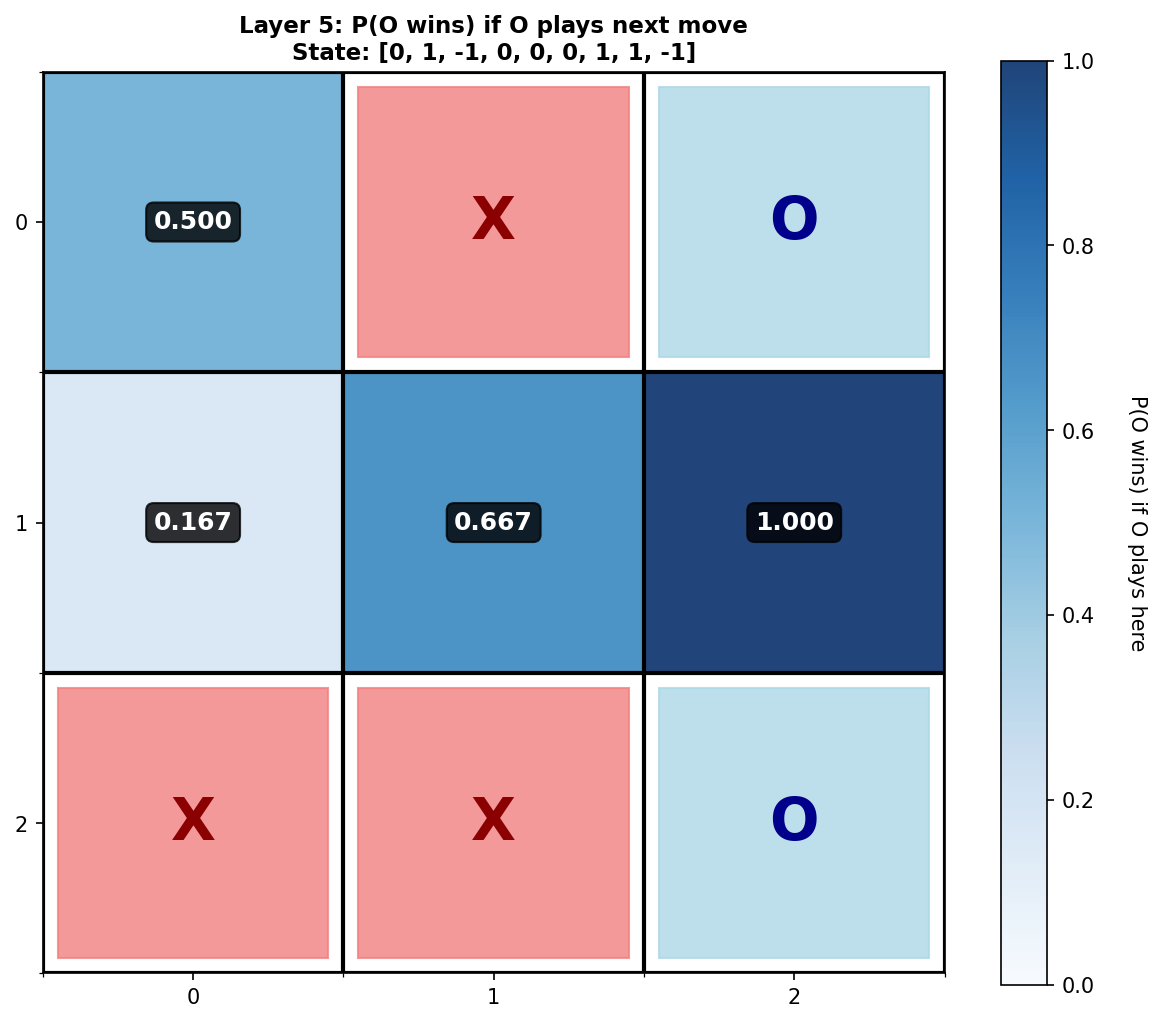 Layer 5: P(O wins) if O plays next move
State: [0, 1, -1, 0, 0, 0, 1, 1, -1]
0
0.500
X
O
1
0.167
0.667
1.000
2
X
X
O
0
1
2
1.0
0.8
0.6
0.4
0.2
0.0
P(O wins) if O plays here